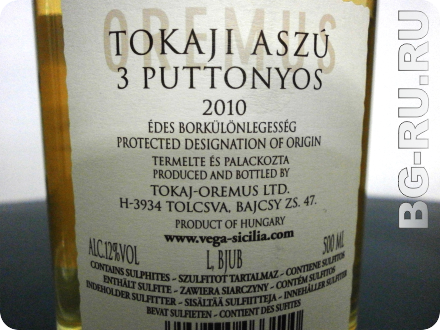 OREMUS
TOKAJI ASZÚ
3 PUTTONYOS
2010
ÉDES BORKÜLÖNLEGESSÉG
PROTECTED DESIGNATION OF ORIGIN
TERMELTE ÉS PALACKOZTA
PRODUCED AND BOTTLED BY
TOKAJ-OREMUS LTD.
H-3934 TOLCSVA, BAJCSY ZS. 47.
PRODUCT OF HUNGARY
www.vega-sicilia.com
ALC.12%VOL L, BJUB 500 ML
CONTAINS SULPHITES - SZULFITOT TARTALMAZ - CONTIENE SULFITOS
ENTHÄLT SULFITE - ZAWIERA SIARCZYNY - CONTÉM SULFITOS
INDEHOLDER SULFITTER - SISÄLTÄÄ SULFIITTEJA - INNEHÅLLER SULFITER
BEVAT SULFIETEN - CONTIENT DES SULFITES
BG-RU.RU